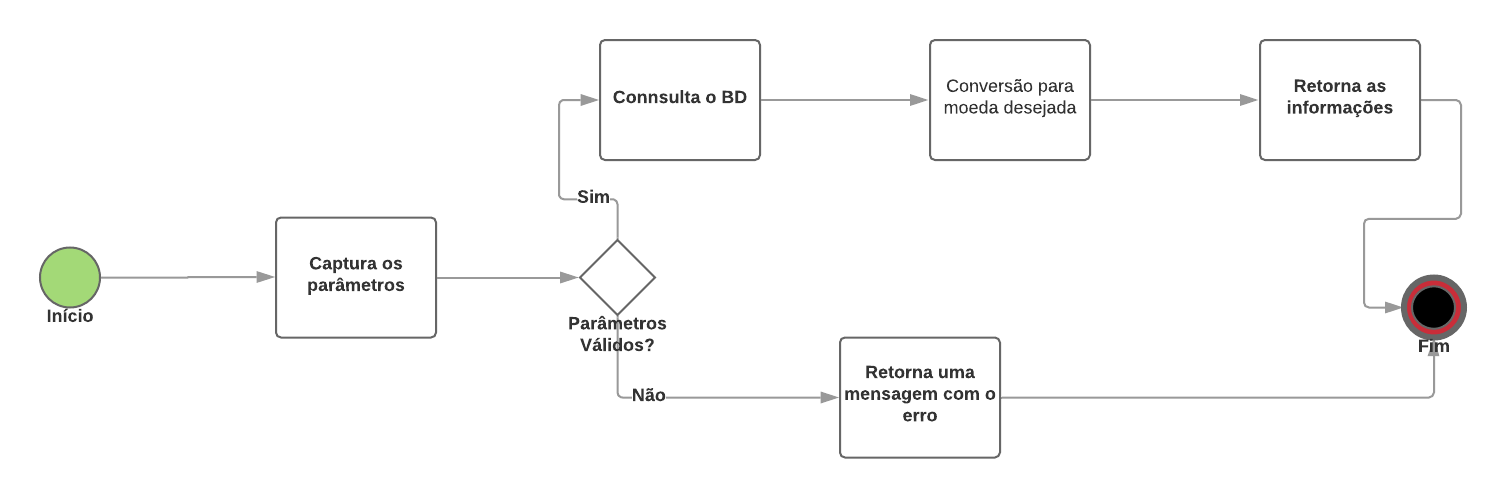 Connsulta o BD
Conversão para
moeda desejada
Retorna as
informações
Sim
Captura os
parâmetros
Início
Parâmetros
Válidos?
Fim
Retorna uma
mensagem com o
erro
Não